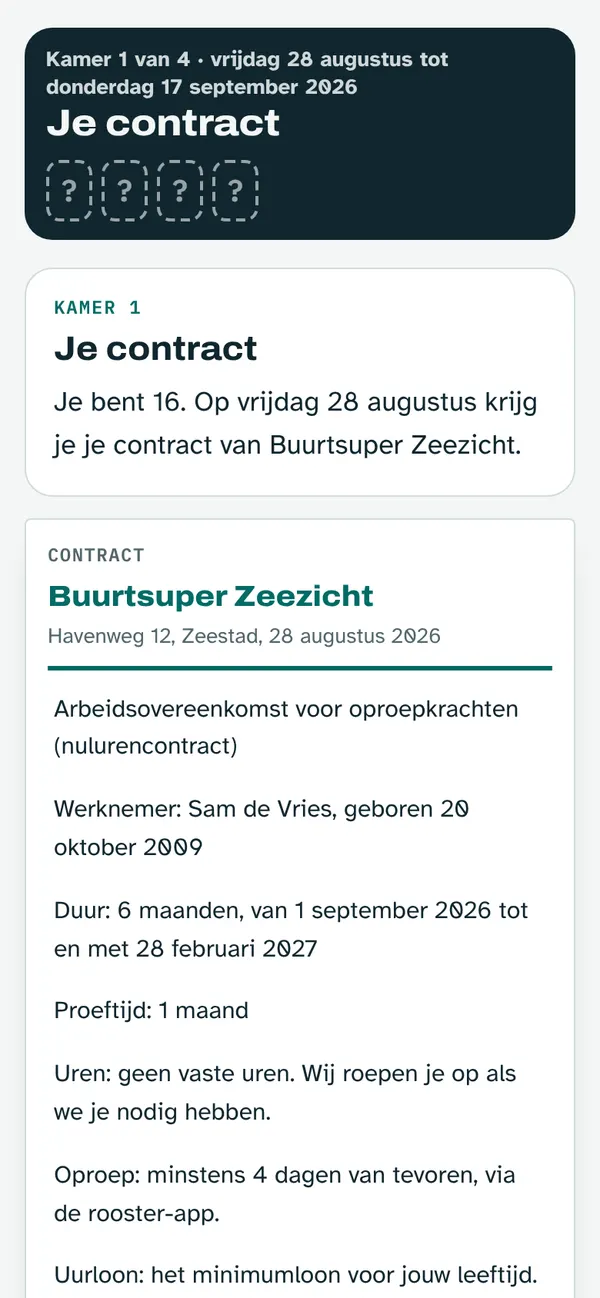 Kamer 1 van 4 · vrijdag 28 augustus tot
donderdag 17 september 2026
Je contract
? ? ? ?
KAMER 1
Je contract
Je bent 16. Op vrijdag 28 augustus krijg
je je contract van Buurtsuper Zeezicht.
CONTRACT
Buurtsuper Zeezicht
Havenweg 12, Zeestad, 28 augustus 2026
Arbeidsovereenkomst voor oproepkrachten
(nulurencontract)
Werknemer: Sam de Vries, geboren 20
oktober 2009
Duur: 6 maanden, van 1 september 2026 tot
en met 28 februari 2027
Proeftijd: 1 maand
Uren: geen vaste uren. Wij roepen je op als
we je nodig hebben.
Oproep: minstens 4 dagen van tevoren, via
de rooster-app.
Uurloon: het minimumloon voor jouw leeftijd.